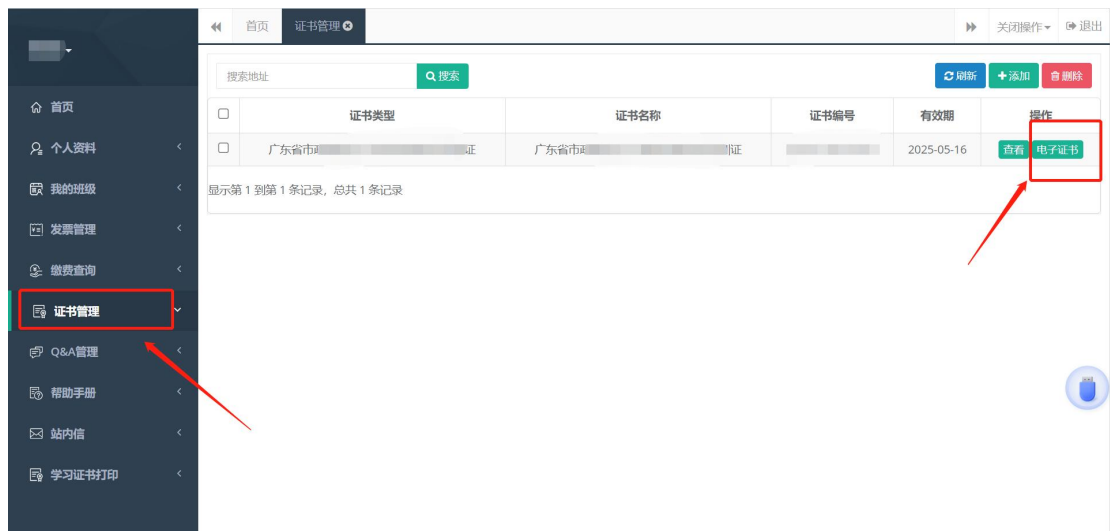 首页
证书管理
关闭操作
退出
搜索地址
搜索
刷新
添加
删除
证书类型
证书名称
证书编号
有效期
操作
广东省市政
证
广东省市政
证
2025-05-16
查看
电子证书
显示第 1 到第 1 条记录，总共 1 条记录
首页
个人资料
我的班级
发票管理
缴费查询
证书管理
Q&A管理
帮助手册
站内信
学习证书打印